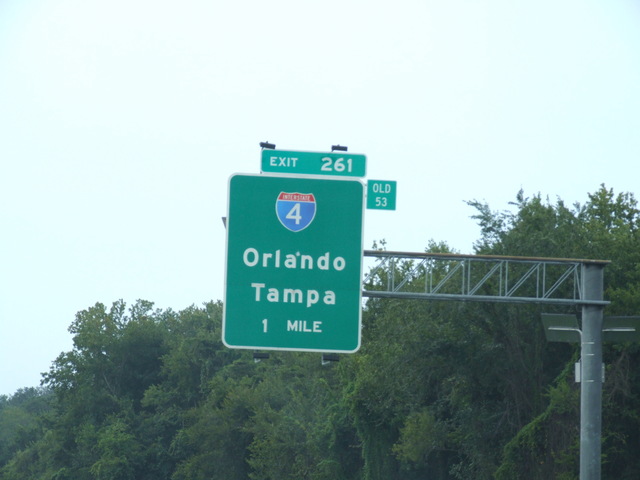 EXIT 261
OLD
53
INTERSTATE
4
Orlando
Tampa
1 MILE